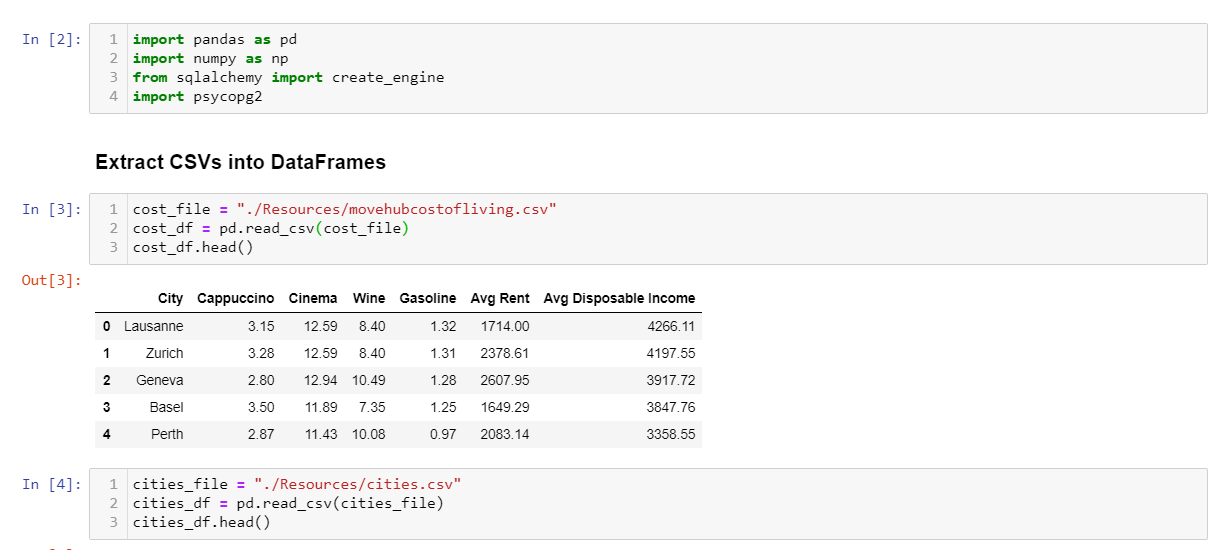 In [2]:
1 import pandas as pd
2 import numpy as np
3 from sqlalchemy import create_engine
4 import psycopg2
Extract CSVs into DataFrames
In [3]:
1 cost_file = "./Resources/movehubcostofliving.csv"
2 cost_df = pd.read_csv(cost_file)
3 cost_df.head()
Out[3]:
City Cappuccino Cinema Wine Gasoline Avg Rent Avg Disposable Income
0 Lausanne 3.15 12.59 8.40 1.32 1714.00 4266.11
1 Zurich 3.28 12.59 8.40 1.31 2378.61 4197.55
2 Geneva 2.80 12.94 10.49 1.28 2607.95 3917.72
3 Basel 3.50 11.89 7.35 1.25 1649.29 3847.76
4 Perth 2.87 11.43 10.08 0.97 2083.14 3358.55
In [4]:
1 cities_file = "./Resources/cities.csv"
2 cities_df = pd.read_csv(cities_file)
3 cities_df.head()